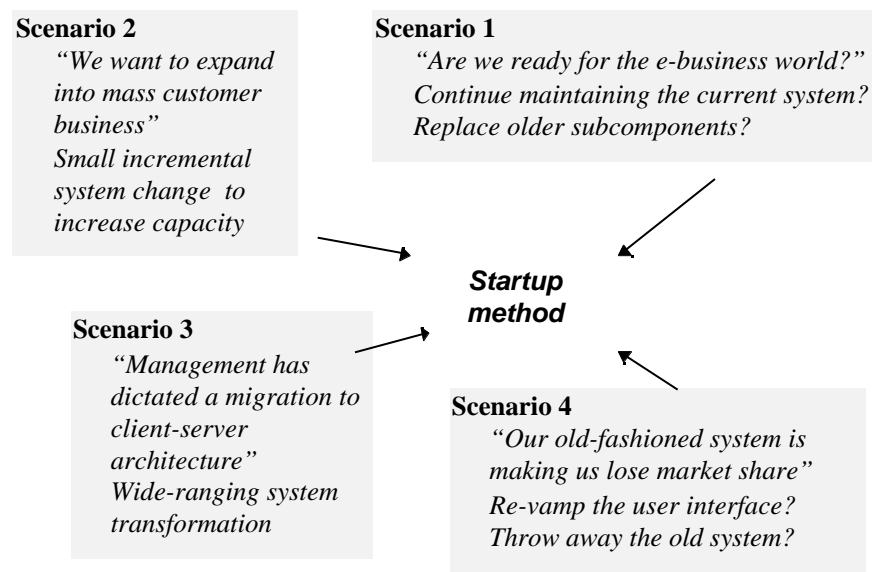 Scenario 2
“We want to expand
into mass customer
business”
Small incremental
system change to
increase capacity
Scenario 1
“Are we ready for the e-business world?”
Continue maintaining the current system?
Replace older subcomponents?
Startup
method
Scenario 3
“Management has
dictated a migration to
client-server
architecture”
Wide-ranging system
transformation
Scenario 4
“Our old-fashioned system is
making us lose market share”
Re-vamp the user interface?
Throw away the old system?